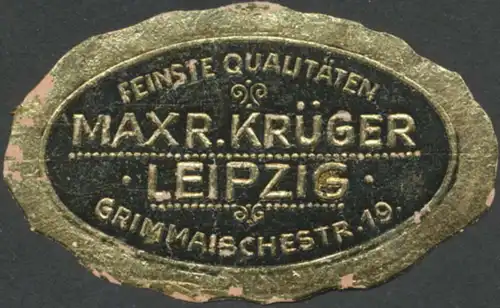 FEINSTE QUALITÄTEN
MAX R. KRÜGER
· LEIPZIG ·
GRIMMAISCHESTR. 19.